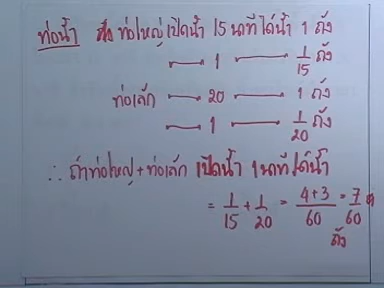 ท่อน้ำ ท่อใหญ่เปิดน้ำ 15 นาทีได้น้ำ 1 ถัง
1 — 1/15 ถัง
ท่อเล็ก — 20 — 1 ถัง
— 1 — 1/20 ถัง
∴ ถ้าท่อใหญ่+ท่อเล็ก เปิดน้ำ 1 นาทีได้น้ำ
= 1/15 + 1/20 = 4+3/60 = 7/60
ถัง